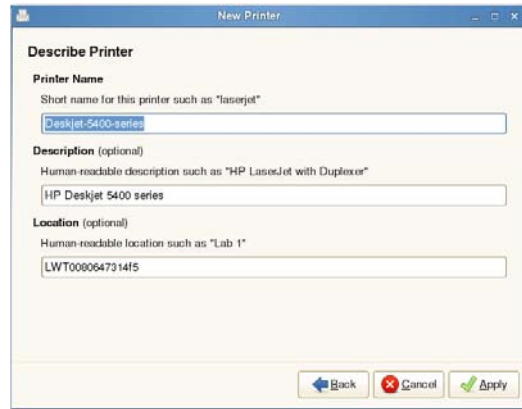 New Printer
Describe Printer
Printer Name
Short name for this printer such as "laserjet"
Deskjet-5400-series
Description (optional)
Human-readable description such as "HP LaserJet with Duplexer"
HP Deskjet 5400 series
Location (optional)
Human-readable location such as "Lab 1"
LWT0080647314f5
Back Cancel Apply